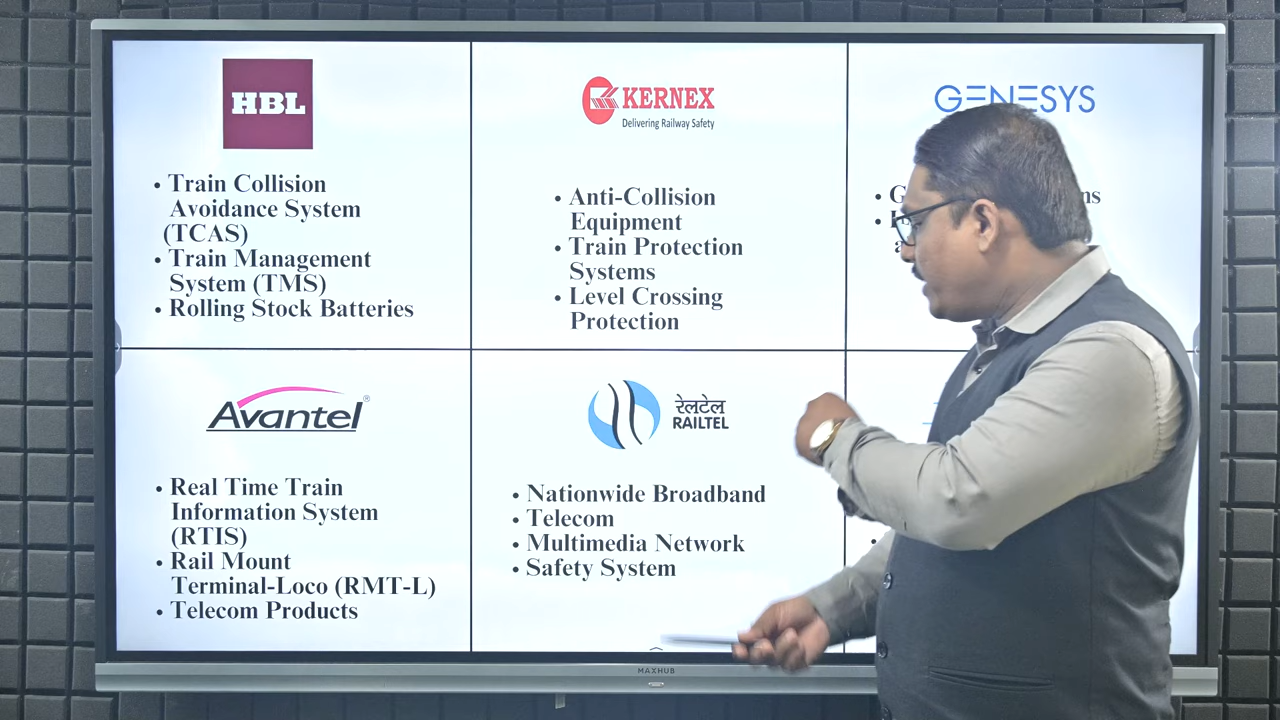 HBL
• Train Collision
Avoidance System
(TCAS)
• Train Management
System (TMS)
• Rolling Stock Batteries
KERNEX
Delivering Railway Safety
• Anti-Collision
Equipment
• Train Protection
Systems
• Level Crossing
Protection
GENESYS
Avantel®
• Real Time Train
Information System
(RTIS)
• Rail Mount
Terminal-Loco (RMT-L)
• Telecom Products
रेलटेल
RAILTEL
• Nationwide Broadband
• Telecom
• Multimedia Network
• Safety System
MAXHUB